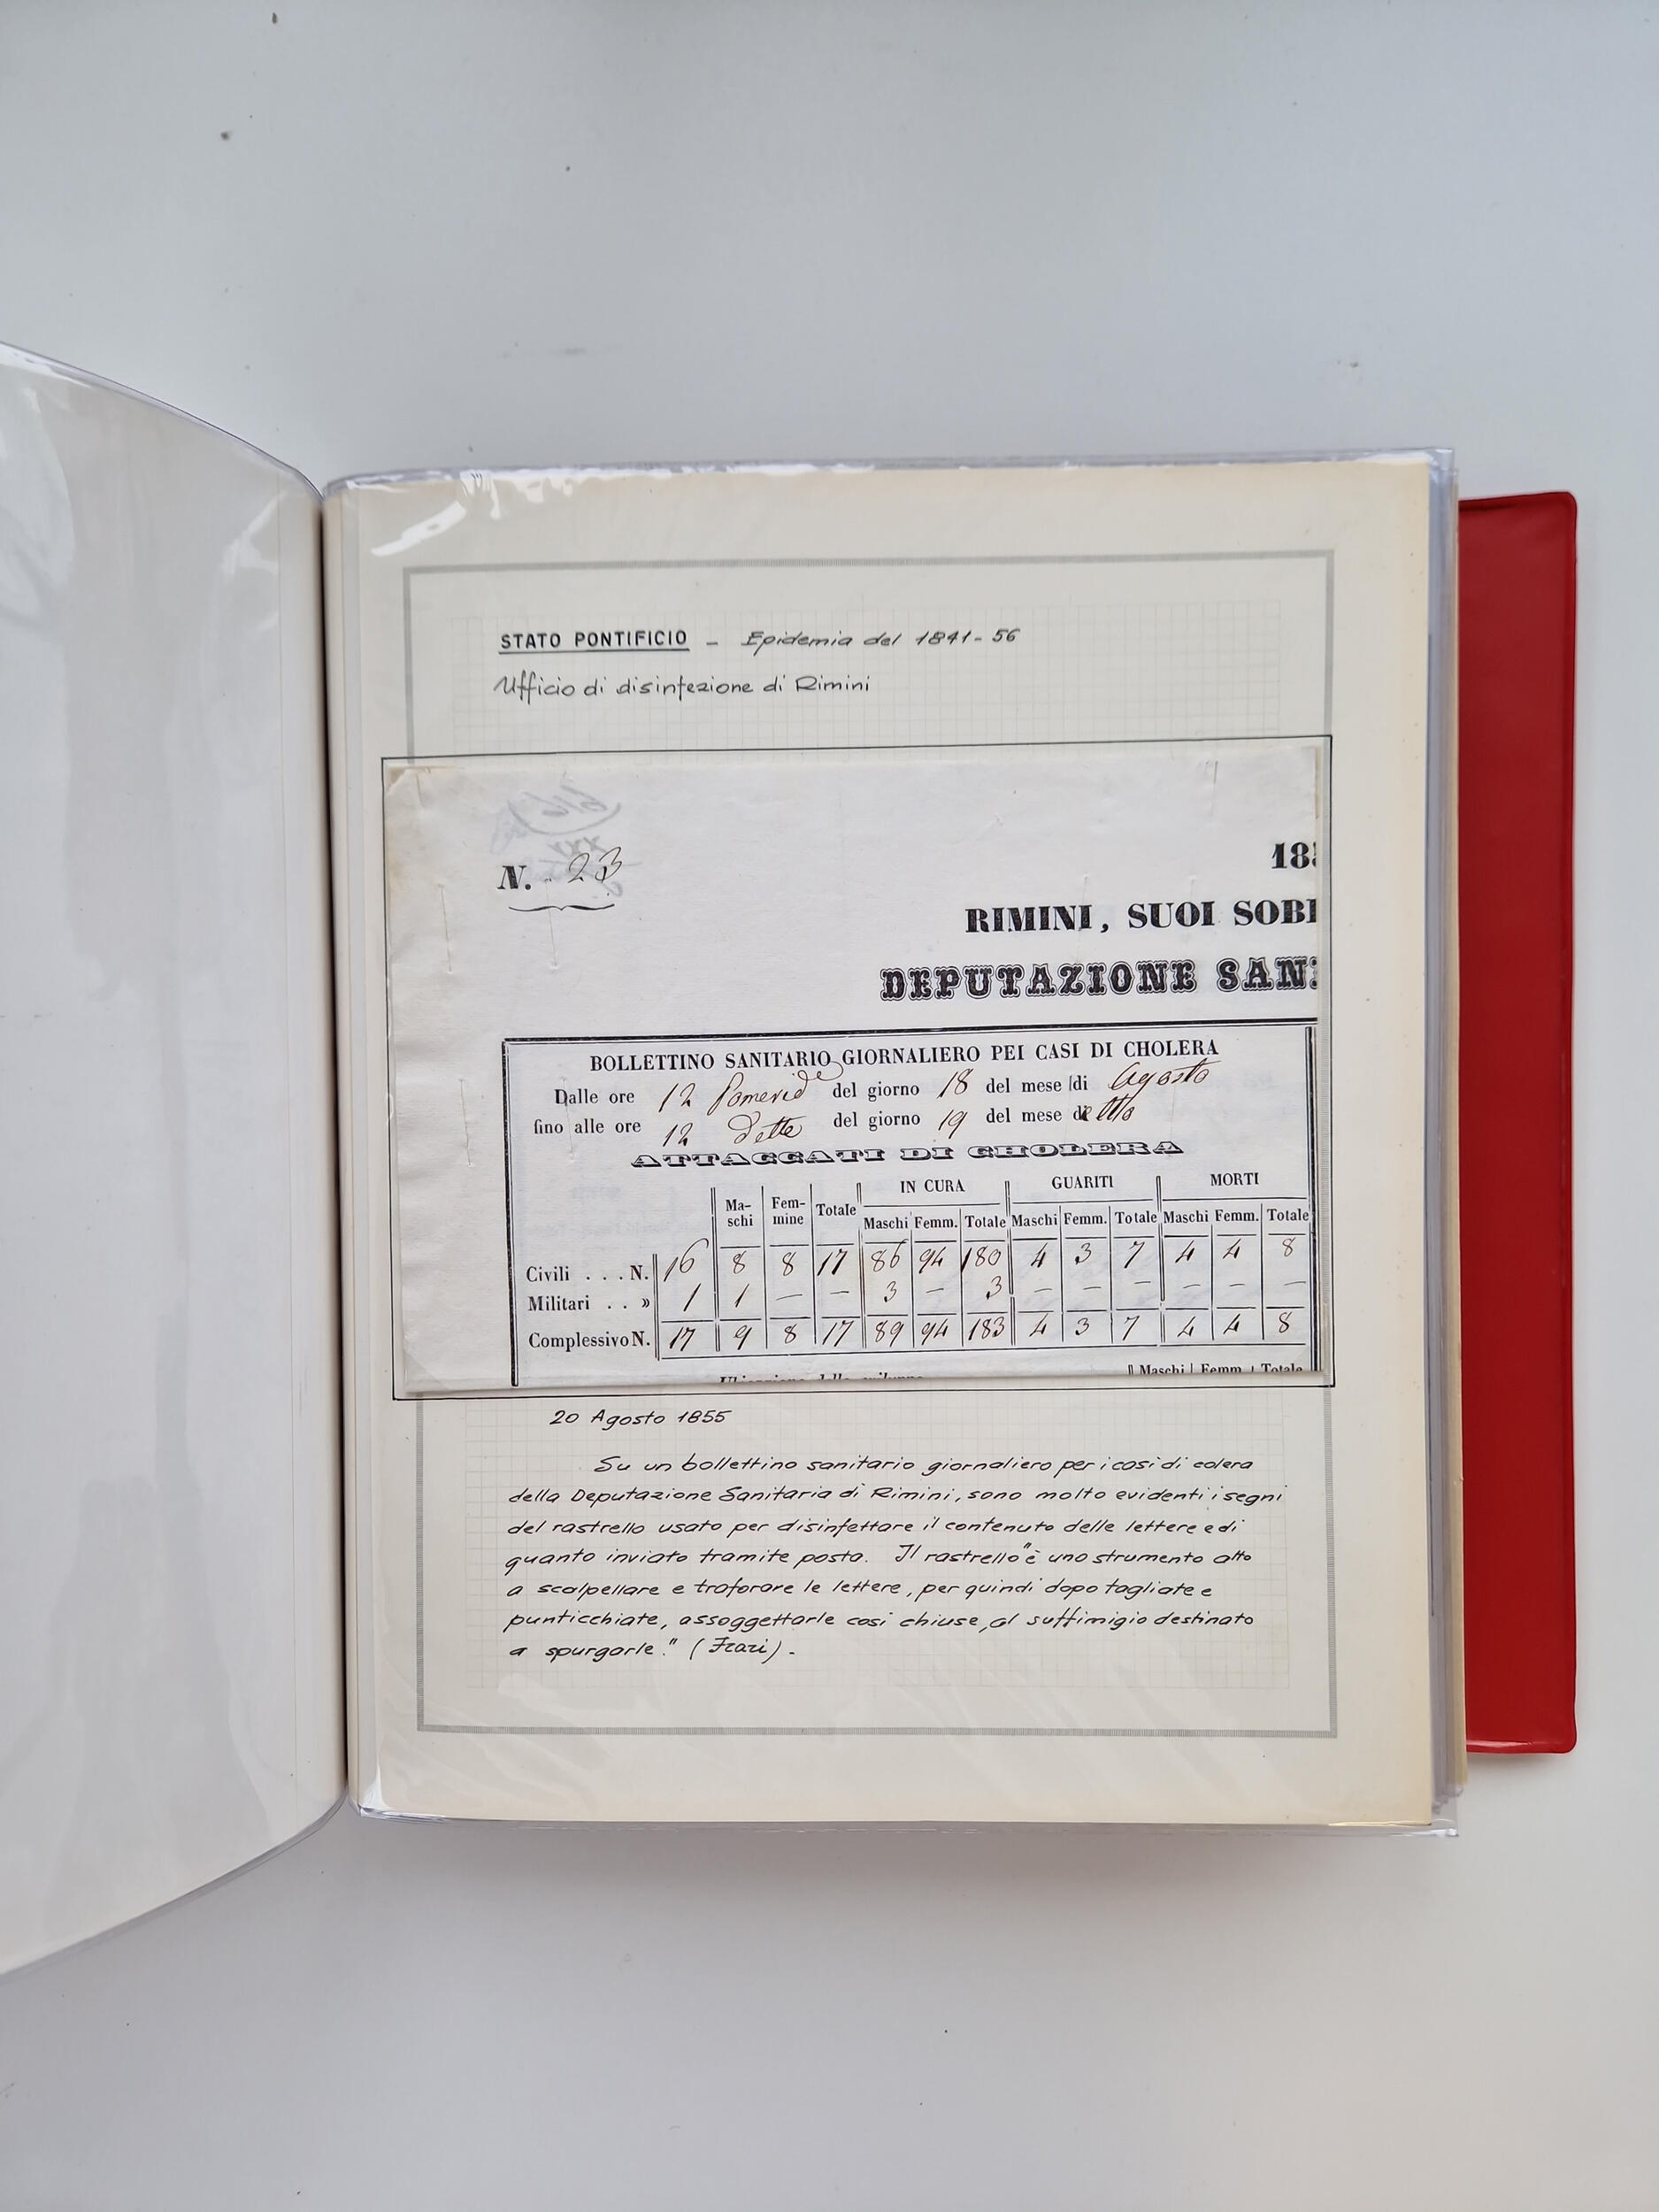 STATO PONTIFICIO – Epidemia del 1841-56
Ufficio di disinfezione di Rimini
N. 23
18
RIMINI, SUOI SOB
DEPUTAZIONE SAN
BOLLETTINO SANITARIO GIORNALIERO PEI CASI DI CHOLERA
Dalle ore 12 Pomerid^e del giorno 18 del mese di Agosto
fino alle ore 12 Dette del giorno 19 del mese detto
ATTACCATI DI CHOLERA
IN CURA GUARITI MORTI
Ma-schi Fem-mine Totale Maschi Femm. Totale Maschi Femm. Totale Maschi Femm. Totale
Civili . . . N. 16 8 8 17 86 94 180 4 3 7 4 4 8
Militari . . » 1 1 — — 3 — 3 — — — — — —
Complessivo N. 17 9 8 17 89 94 183 4 3 7 4 4 8
Maschi Femm. Totale
20 Agosto 1855
Su un bollettino sanitario giornaliero per i casi di colera
della Deputazione Sanitaria di Rimini, sono molto evidenti i segni
del rastrello usato per disinfettare il contenuto delle lettere e di
quanto inviato tramite posta. Il rastrello "è uno strumento atto
a scalpellare e traforare le lettere, per quindi dopo tagliate e
punticchiate, assoggettarle così chiuse, al suffimigio destinato
a spurgarle." (Frari).